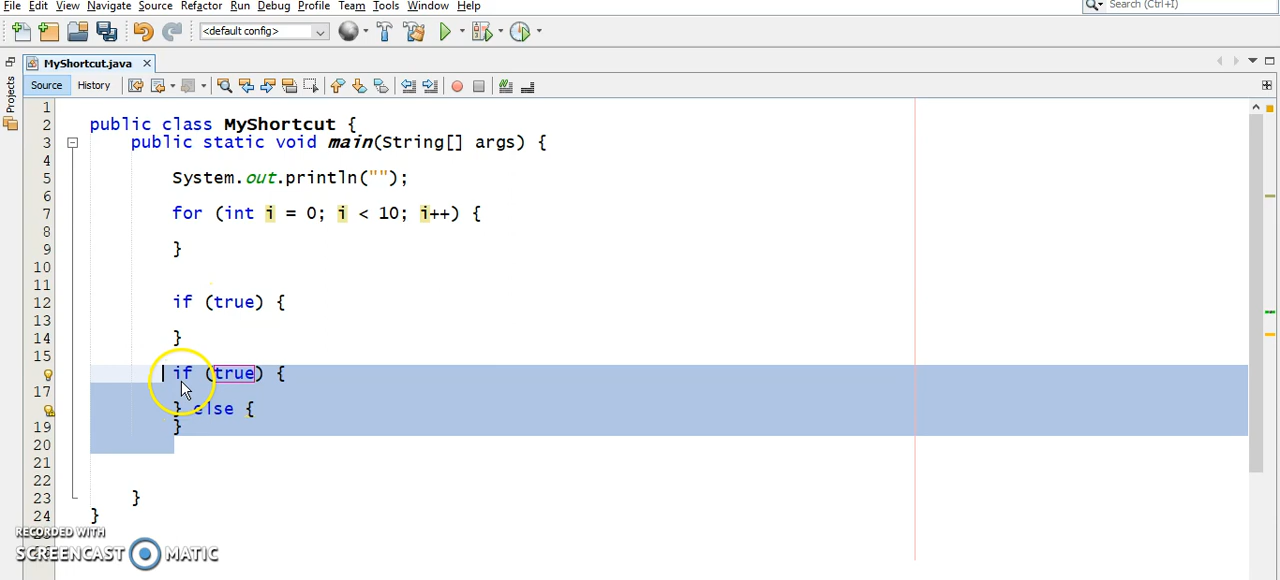 File Edit View Navigate Source Refactor Run Debug Profile Team Tools Window Help
Search (Ctrl+I)
<default config>
MyShortcut.java
Source History
Projects
1
2 public class MyShortcut {
3 public static void main(String[] args) {
4
5 System.out.println("");
6
7 for (int i = 0; i < 10; i++) {
8
9 }
10
11
12 if (true) {
13
14 }
15
if (true) {
17
} else {
19 }
20
21
22
23 }
24 }
RECORDED WITH
SCREENCAST MATIC